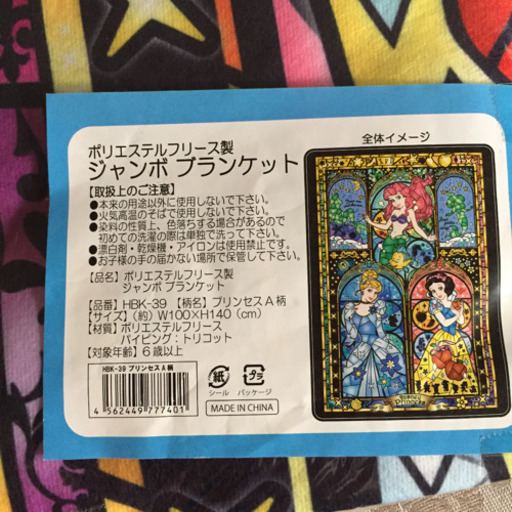 ポリエステルフリース製
ジャンボ ブランケット
【取扱上のご注意】
●本来の用途以外に使用しないで下さい。
●火気高温のそばで使用しないで下さい。
●染料の性質上、色落ちする場合があるので
初めての洗濯の際は単独で洗って下さい。
●漂白剤・乾燥機・アイロンは使用禁止です。
●お子様の手の届かない場所で保管して下さい。
【品名】 ポリエステルフリース製
ジャンボ ブランケット
【品番】 HBK-39 【柄名】プリンセスA 柄
【サイズ】（約）W100×H140（cm）
【材質】ポリエステルフリース
パイピング：トリコット
【対象年齢】6 歳以上
HBK-39 プリンセスA柄
4 562449 777401
紙
シール
プラ
パッケージ
MADE IN CHINA
全体イメージ